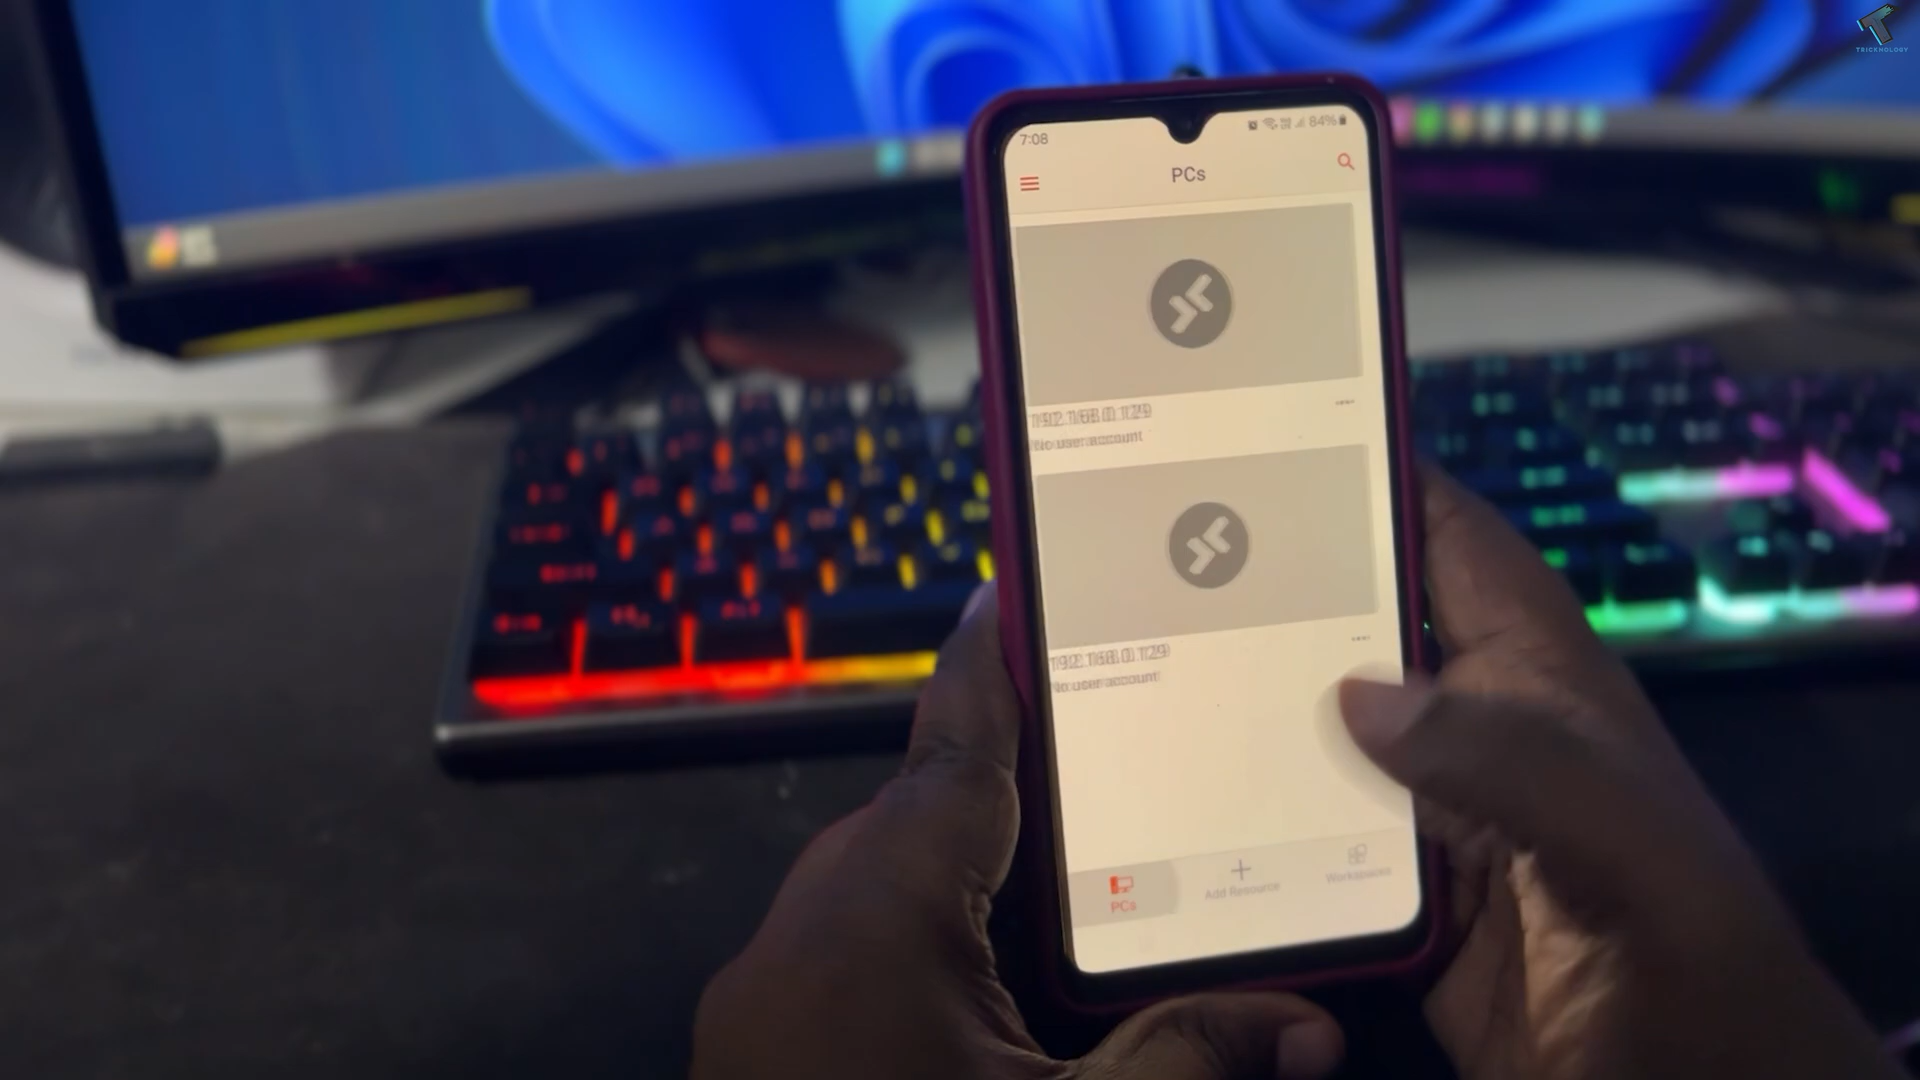 TRICKNOLOGY
7:08
84%
PCs
192.168.0.129
No user account
192.168.0.129
No user account
PCs
Add Resource
Workspaces